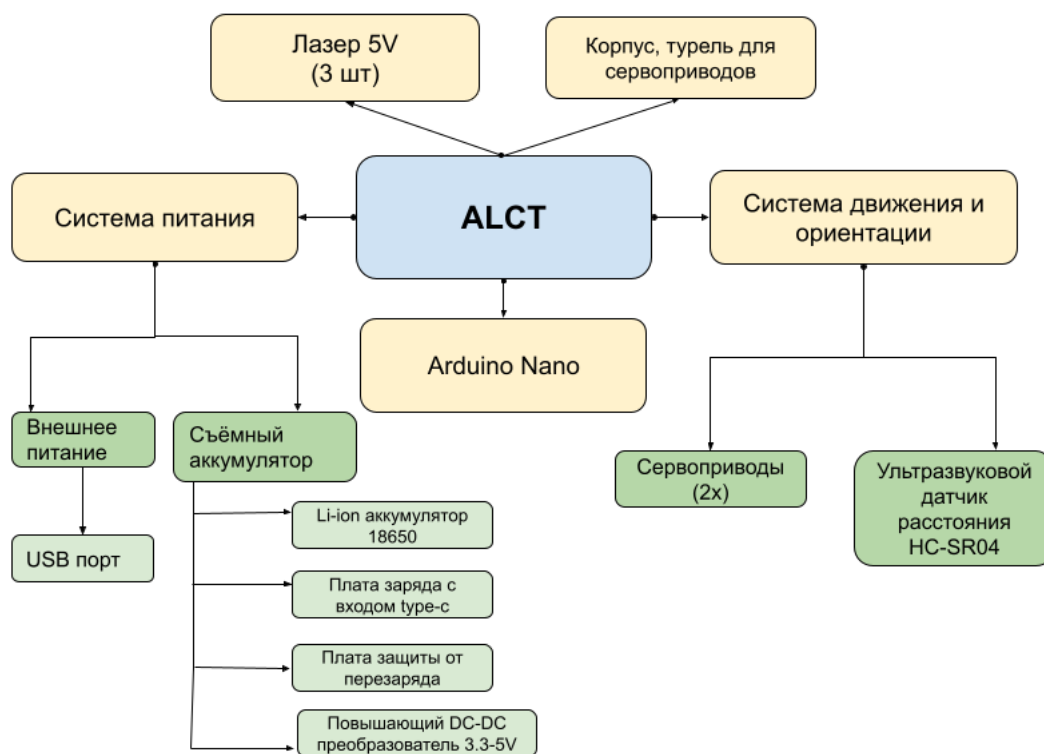 Лазер 5V
(3 шт)
Корпус, турель для
сервоприводов
Система питания
ALCT
Система движения и
ориентации
Arduino Nano
Внешнее
питание
Съёмный
аккумулятор
Сервоприводы
(2x)
Ультразвуковой
датчик
расстояния
HC-SR04
USB порт
Li-ion аккумулятор
18650
Плата заряда с
входом type-c
Плата защиты от
перезаряда
Повышающий DC-DC
преобразователь 3.3-5V